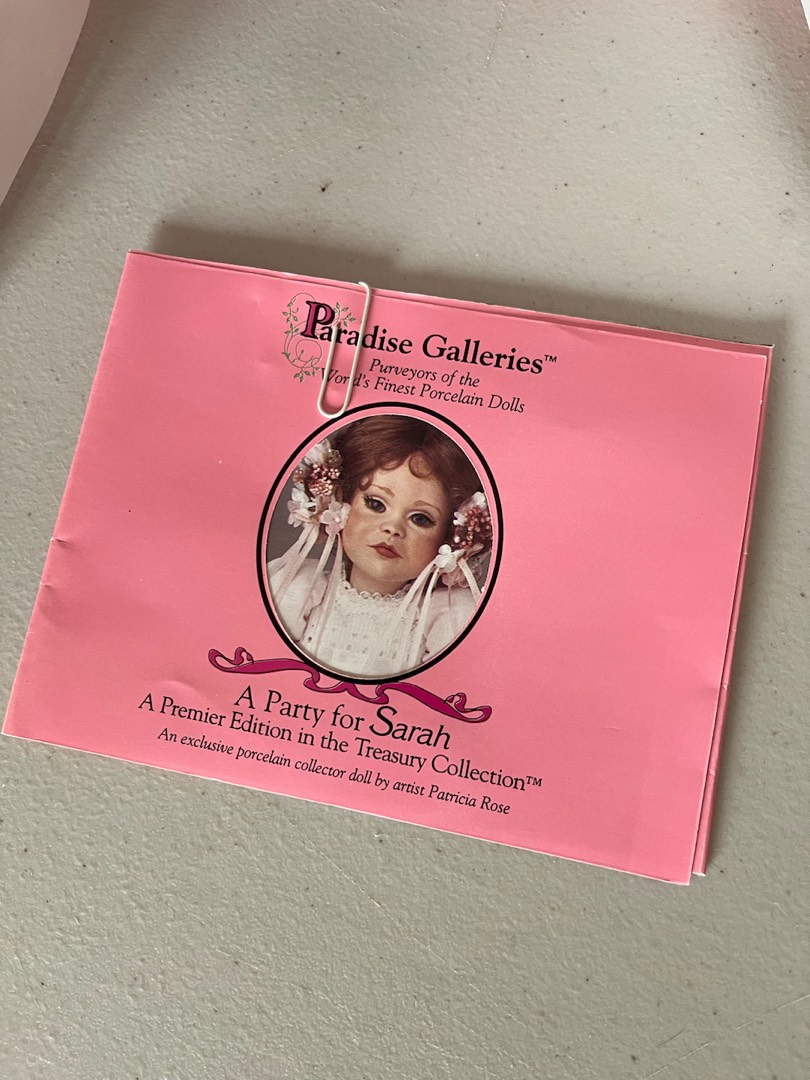 Paradise Galleries™
Purveyors of the
World's Finest Porcelain Dolls
A Party for Sarah
A Premier Edition in the Treasury Collection™
An exclusive porcelain collector doll by artist Patricia Rose